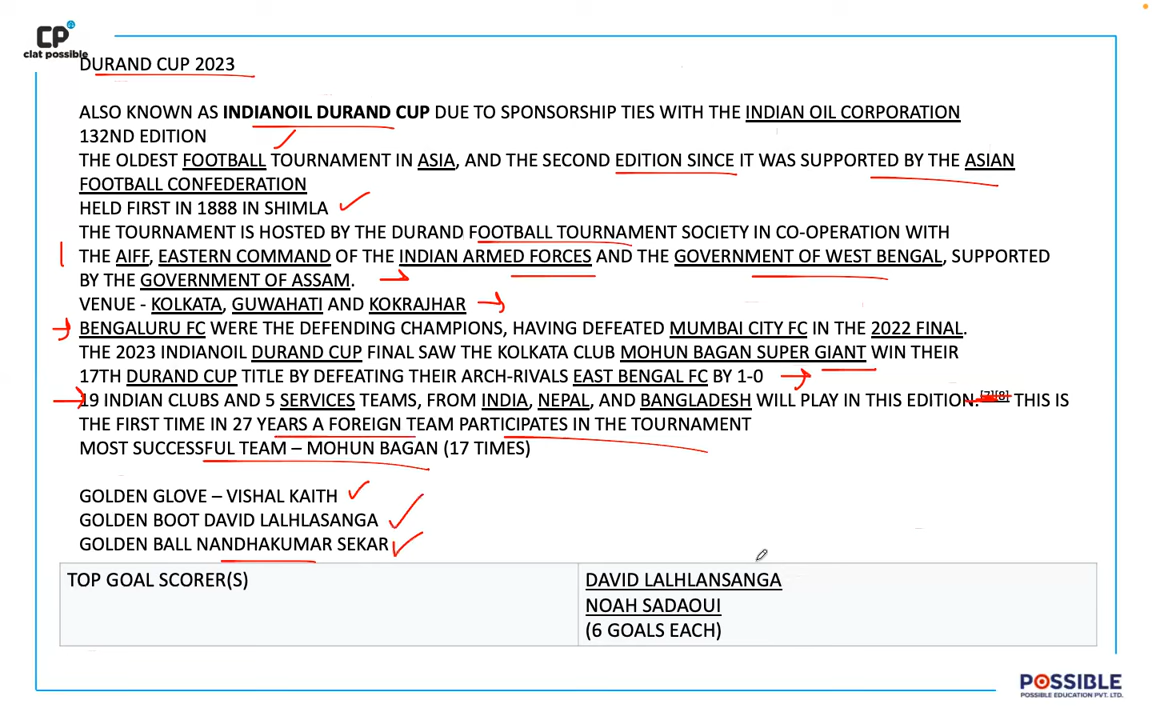 CP
clat possible
DURAND CUP 2023
ALSO KNOWN AS INDIANOIL DURAND CUP DUE TO SPONSORSHIP TIES WITH THE INDIAN OIL CORPORATION
132ND EDITION
THE OLDEST FOOTBALL TOURNAMENT IN ASIA, AND THE SECOND EDITION SINCE IT WAS SUPPORTED BY THE ASIAN
FOOTBALL CONFEDERATION
HELD FIRST IN 1888 IN SHIMLA
THE TOURNAMENT IS HOSTED BY THE DURAND FOOTBALL TOURNAMENT SOCIETY IN CO-OPERATION WITH
THE AIFF, EASTERN COMMAND OF THE INDIAN ARMED FORCES AND THE GOVERNMENT OF WEST BENGAL, SUPPORTED
BY THE GOVERNMENT OF ASSAM.
VENUE - KOLKATA, GUWAHATI AND KOKRAJHAR
BENGALURU FC WERE THE DEFENDING CHAMPIONS, HAVING DEFEATED MUMBAI CITY FC IN THE 2022 FINAL.
THE 2023 INDIANOIL DURAND CUP FINAL SAW THE KOLKATA CLUB MOHUN BAGAN SUPER GIANT WIN THEIR
17TH DURAND CUP TITLE BY DEFEATING THEIR ARCH-RIVALS EAST BENGAL FC BY 1-0
19 INDIAN CLUBS AND 5 SERVICES TEAMS, FROM INDIA, NEPAL, AND BANGLADESH WILL PLAY IN THIS EDITION.[7][8] THIS IS
THE FIRST TIME IN 27 YEARS A FOREIGN TEAM PARTICIPATES IN THE TOURNAMENT
MOST SUCCESSFUL TEAM – MOHUN BAGAN (17 TIMES)
GOLDEN GLOVE – VISHAL KAITH
GOLDEN BOOT DAVID LALHLASANGA
GOLDEN BALL NANDHAKUMAR SEKAR
TOP GOAL SCORER(S)
DAVID LALHLANSANGA
NOAH SADAOUI
(6 GOALS EACH)
POSSIBLE
POSSIBLE EDUCATION PVT. LTD.